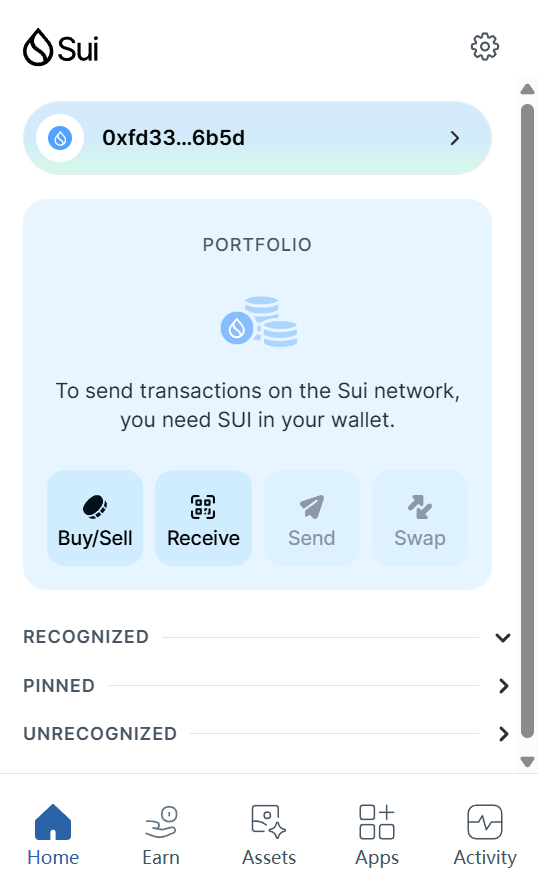 Sui
0xfd33...6b5d
PORTFOLIO
To send transactions on the Sui network,
you need SUI in your wallet.
Buy/Sell
Receive
Send
Swap
RECOGNIZED
PINNED
UNRECOGNIZED
Home
Earn
Assets
Apps
Activity